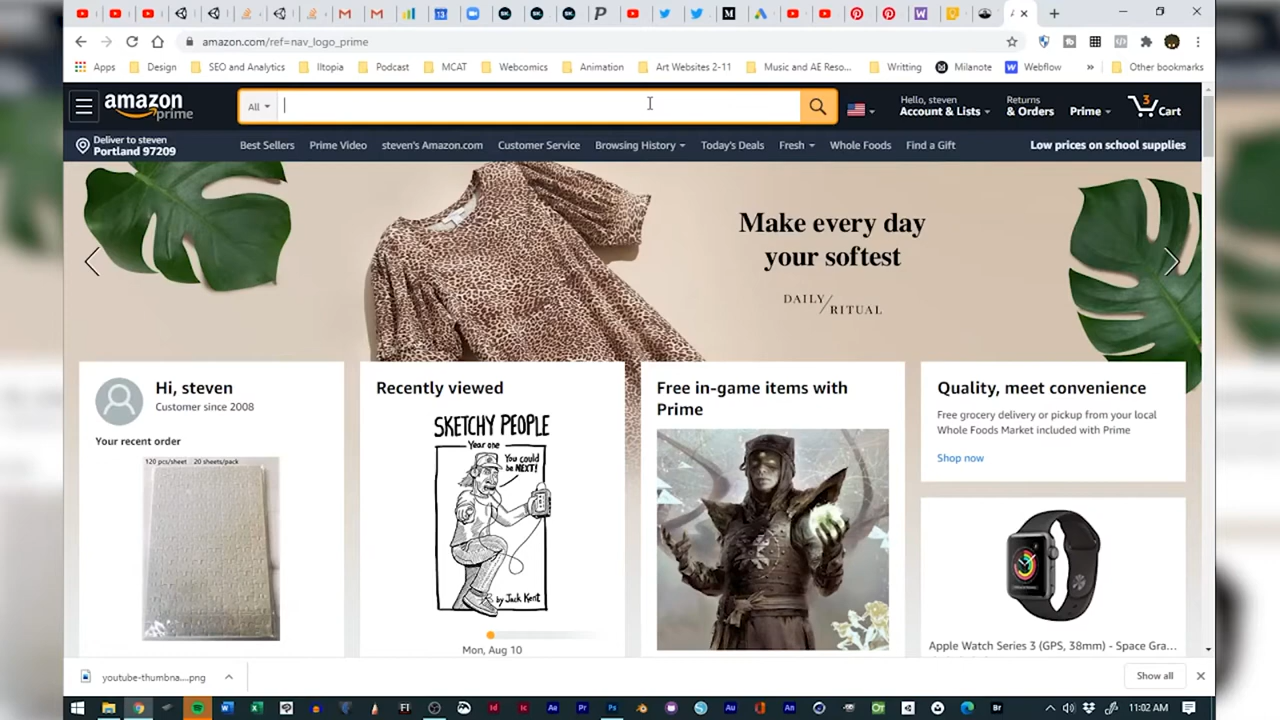 amazon.com/ref=nav_logo_prime
Apps
Design
SEO and Analytics
IItopia
Podcast
MCAT
Webcomics
Animation
Art Websites 2-11
Music and AE Reso...
Writting
Milanote
Webflow
»
Other bookmarks
amazon
prime
All
Hello, steven
Account & Lists
Returns
& Orders
Prime
3
Cart
Deliver to steven
Portland 97209
Best Sellers
Prime Video
steven's Amazon.com
Customer Service
Browsing History
Today's Deals
Fresh
Whole Foods
Find a Gift
Low prices on school supplies
Make every day
your softest
DAILY/RITUAL
Hi, steven
Customer since 2008
Your recent order
120 pcs/sheet 20 sheets/pack
Recently viewed
SKETCHY PEOPLE
Year one
You could
be NEXT!
by Jack Kent
Mon, Aug 10
Free in-game items with
Prime
Quality, meet convenience
Free grocery delivery or pickup from your local
Whole Foods Market included with Prime
Shop now
Apple Watch Series 3 (GPS, 38mm) - Space Gra...
youtube-thumbna....png
Show all
11:02 AM